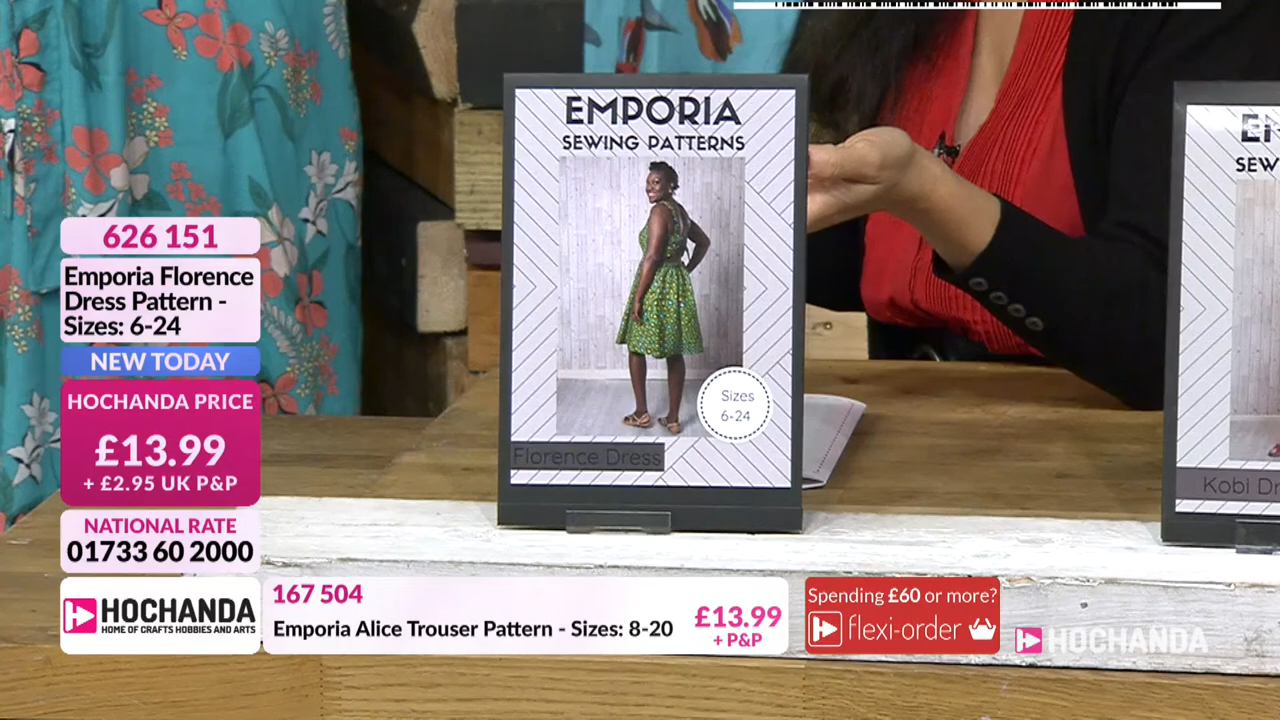 EMPORIA
SEWING PATTERNS
Sizes
6-24
Florence Dress
626 151
Emporia Florence
Dress Pattern -
Sizes: 6-24
NEW TODAY
HOCHANDA PRICE
£13.99
+ £2.95 UK P&P
NATIONAL RATE
01733 60 2000
HOCHANDA
HOME OF CRAFTS HOBBIES AND ARTS
167 504
Emporia Alice Trouser Pattern - Sizes: 8-20
£13.99
+ P&P
Spending £60 or more?
flexi-order
HOCHANDA
EM
SEW
Kobi Dr